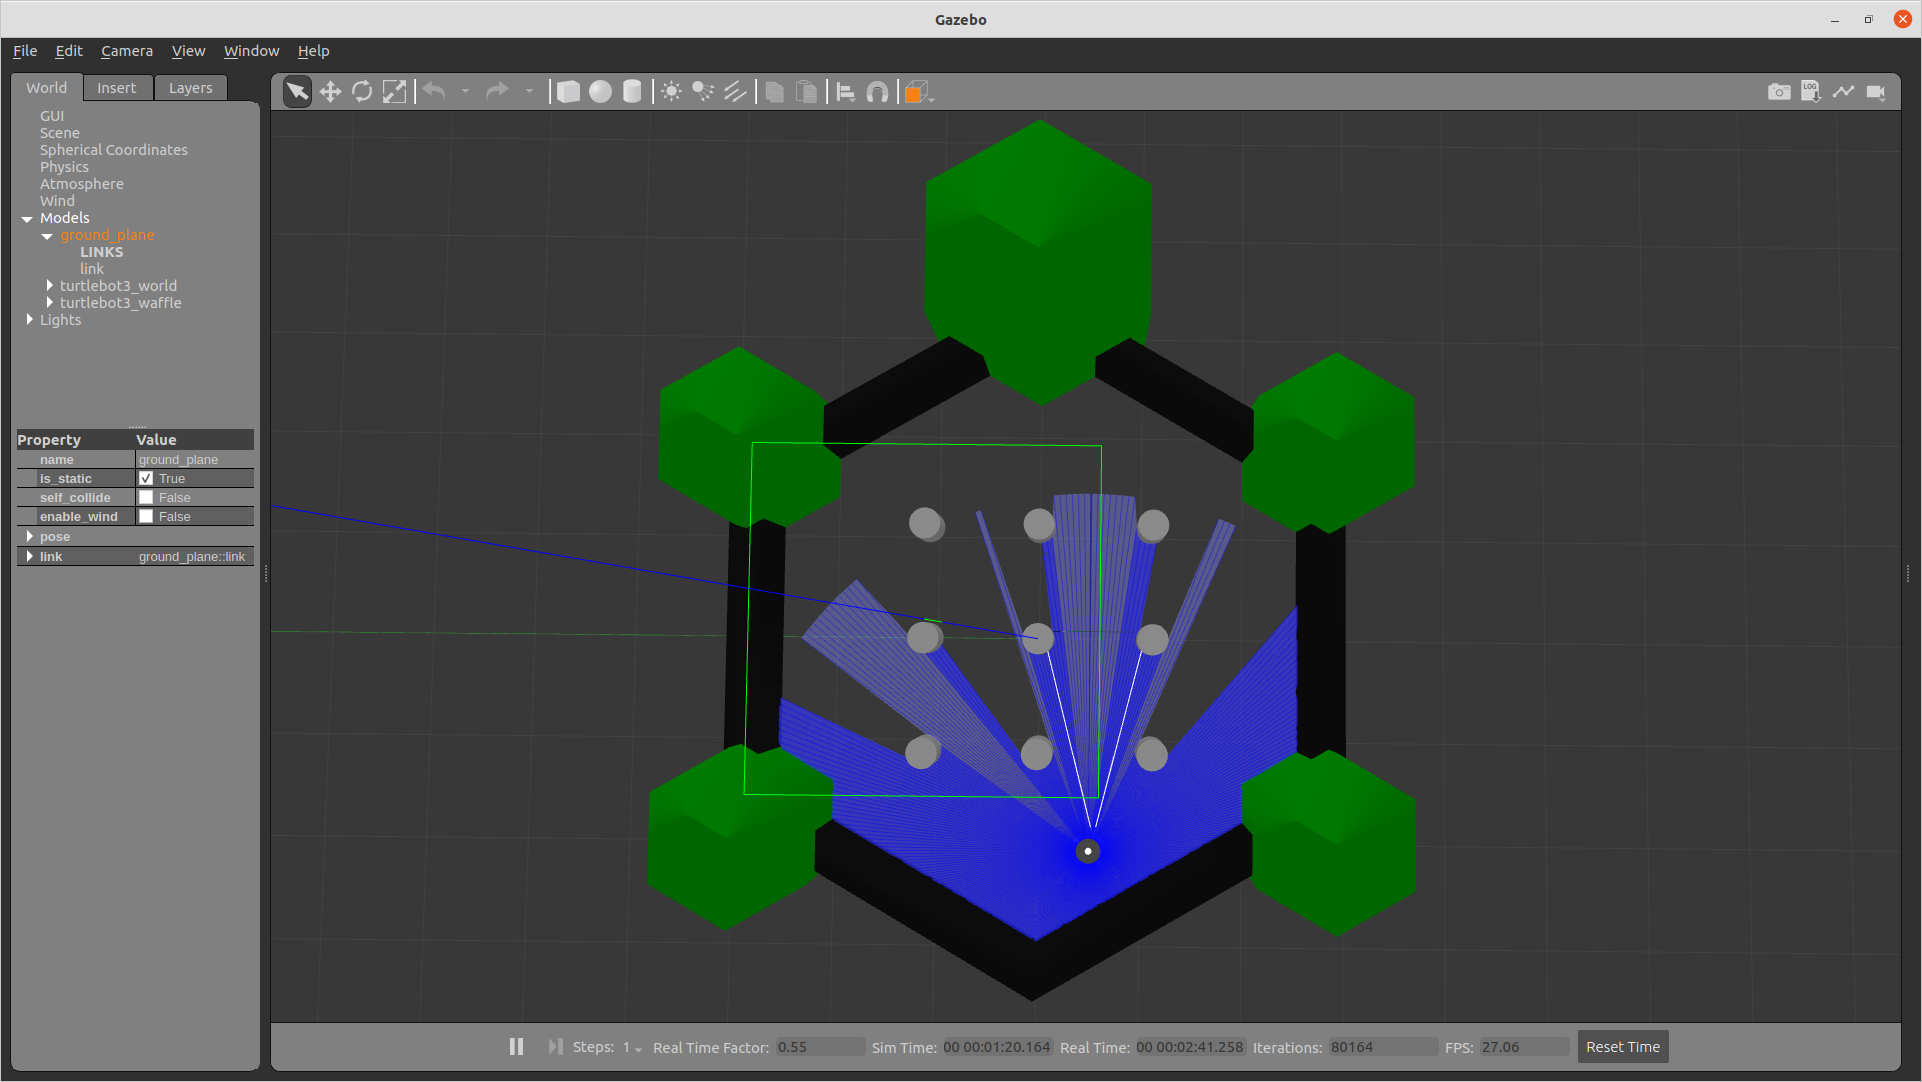 Gazebo
File Edit Camera View Window Help
World Insert Layers
LOG
GUI
Scene
Spherical Coordinates
Physics
Atmosphere
Wind
Models
ground_plane
LINKS
link
turtlebot3_world
turtlebot3_waffle
Lights
Property Value
name ground_plane
is_static True
self_collide False
enable_wind False
pose
link ground_plane::link
Steps: 1 Real Time Factor: 0.55 Sim Time: 00 00:01:20.164 Real Time: 00 00:02:41.258 Iterations: 80164 FPS: 27.06 Reset Time